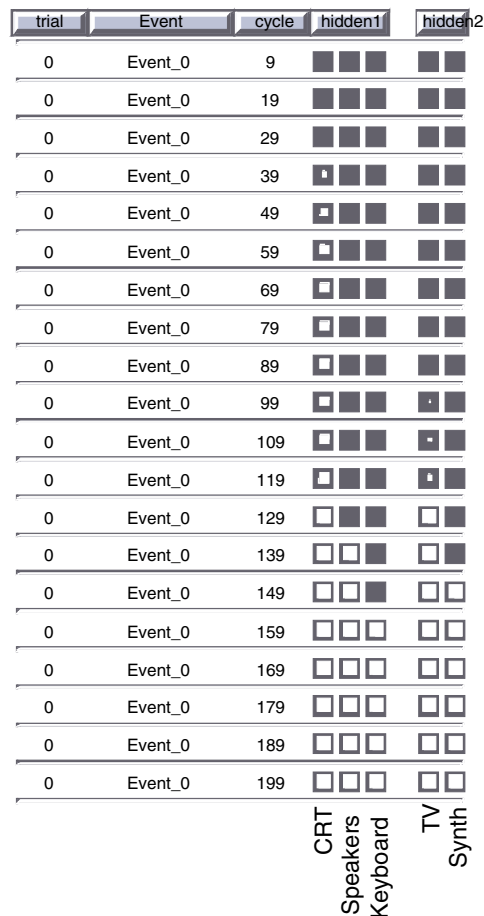 trial Event cycle hidden1 hidden2
0 Event_0 9
0 Event_0 19
0 Event_0 29
0 Event_0 39
0 Event_0 49
0 Event_0 59
0 Event_0 69
0 Event_0 79
0 Event_0 89
0 Event_0 99
0 Event_0 109
0 Event_0 119
0 Event_0 129
0 Event_0 139
0 Event_0 149
0 Event_0 159
0 Event_0 169
0 Event_0 179
0 Event_0 189
0 Event_0 199
CRT
Speakers
Keyboard
TV
Synth